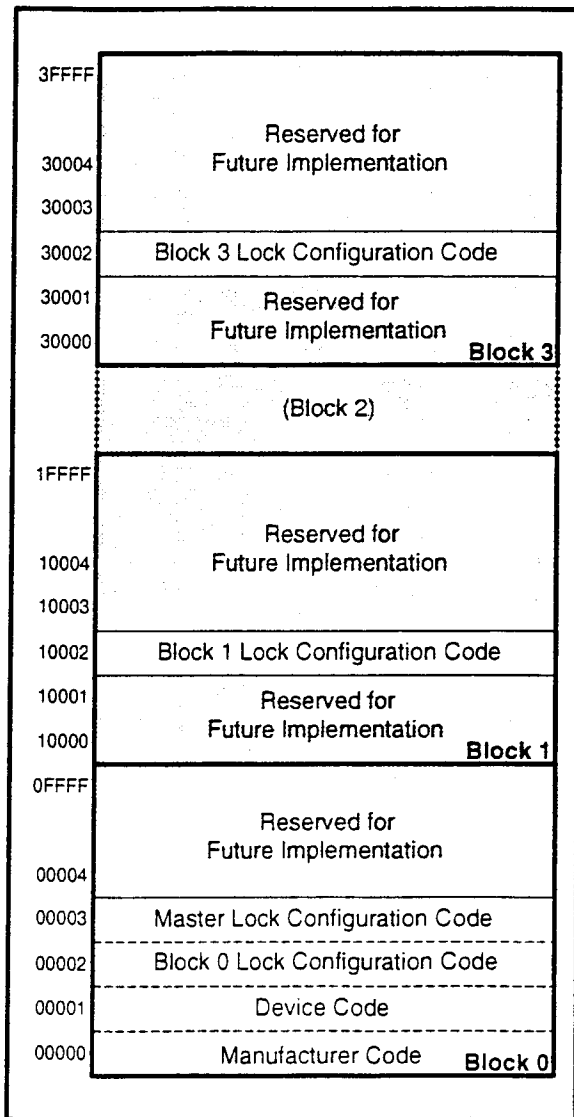 3FFFF
Reserved for
Future Implementation
30004
30003
30002 Block 3 Lock Configuration Code
30001 Reserved for
Future Implementation
30000
Block 3
(Block 2)
1FFFF
Reserved for
Future Implementation
10004
10003
10002 Block 1 Lock Configuration Code
10001 Reserved for
Future Implementation
10000
Block 1
0FFFF
Reserved for
Future Implementation
00004
00003 Master Lock Configuration Code
00002 Block 0 Lock Configuration Code
00001 Device Code
00000 Manufacturer Code
Block 0